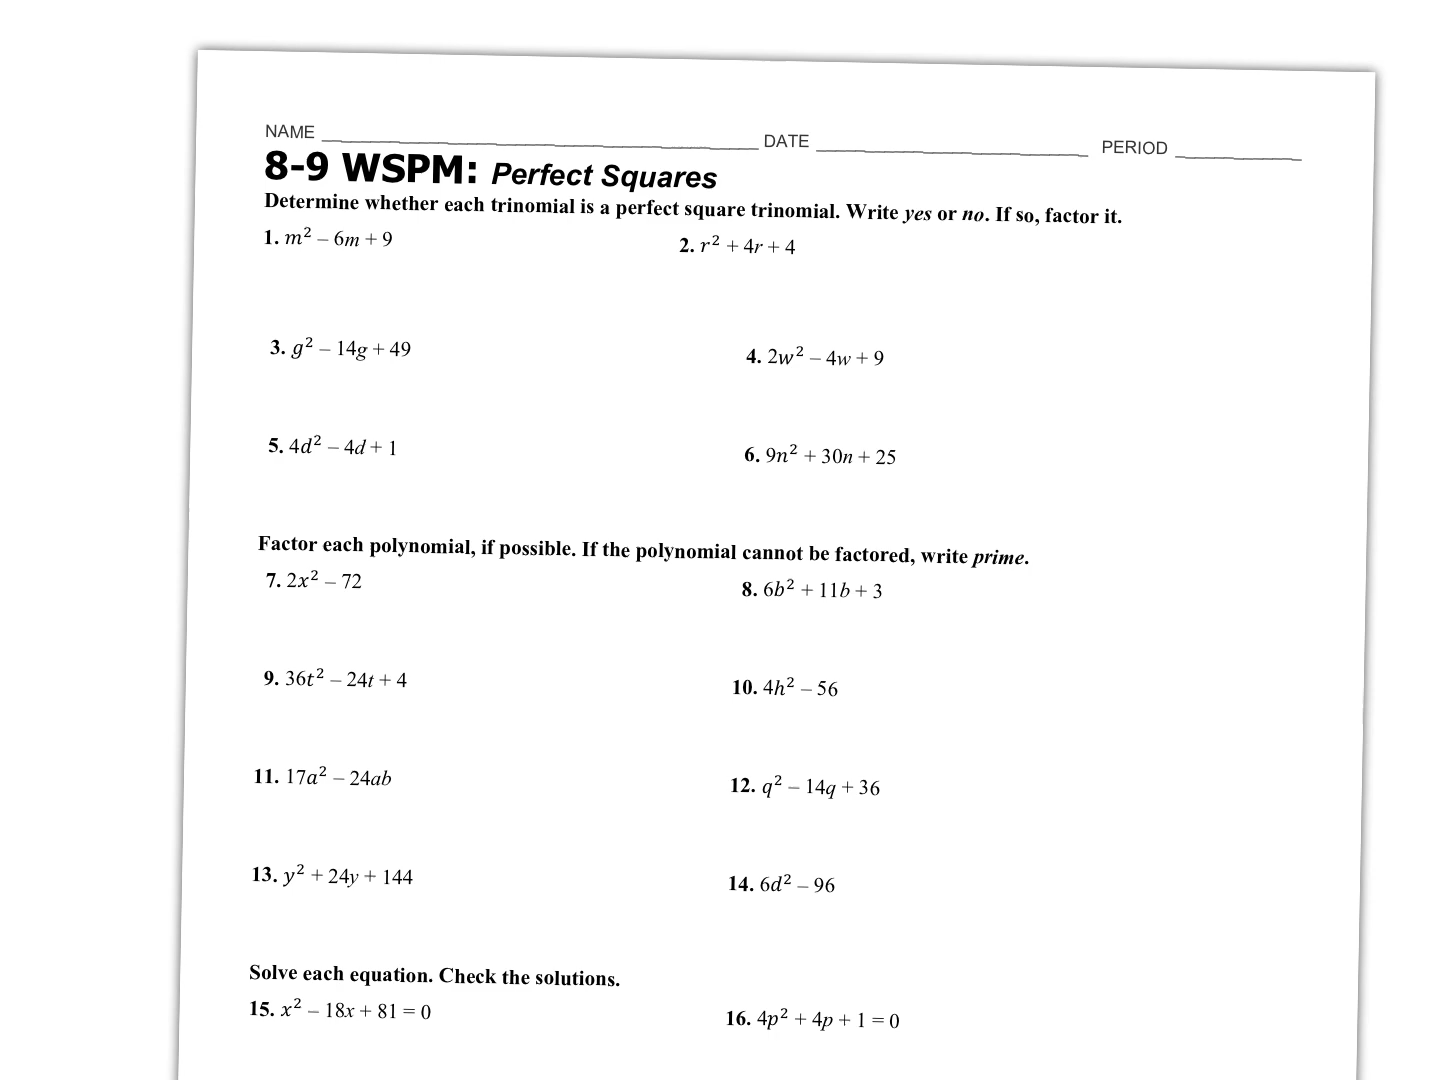 NAME ________________ DATE ________________ PERIOD ________
8-9 WSPM: Perfect Squares
Determine whether each trinomial is a perfect square trinomial. Write yes or no. If so, factor it.
1. m² – 6m + 9 2. r² + 4r + 4
3. g² – 14g + 49 4. 2w² – 4w + 9
5. 4d² – 4d + 1 6. 9n² + 30n + 25
Factor each polynomial, if possible. If the polynomial cannot be factored, write prime.
7. 2x² – 72 8. 6b² + 11b + 3
9. 36t² – 24t + 4 10. 4h² – 56
11. 17a² – 24ab 12. q² – 14q + 36
13. y² + 24y + 144 14. 6d² – 96
Solve each equation. Check the solutions.
15. x² – 18x + 81 = 0 16. 4p² + 4p + 1 = 0